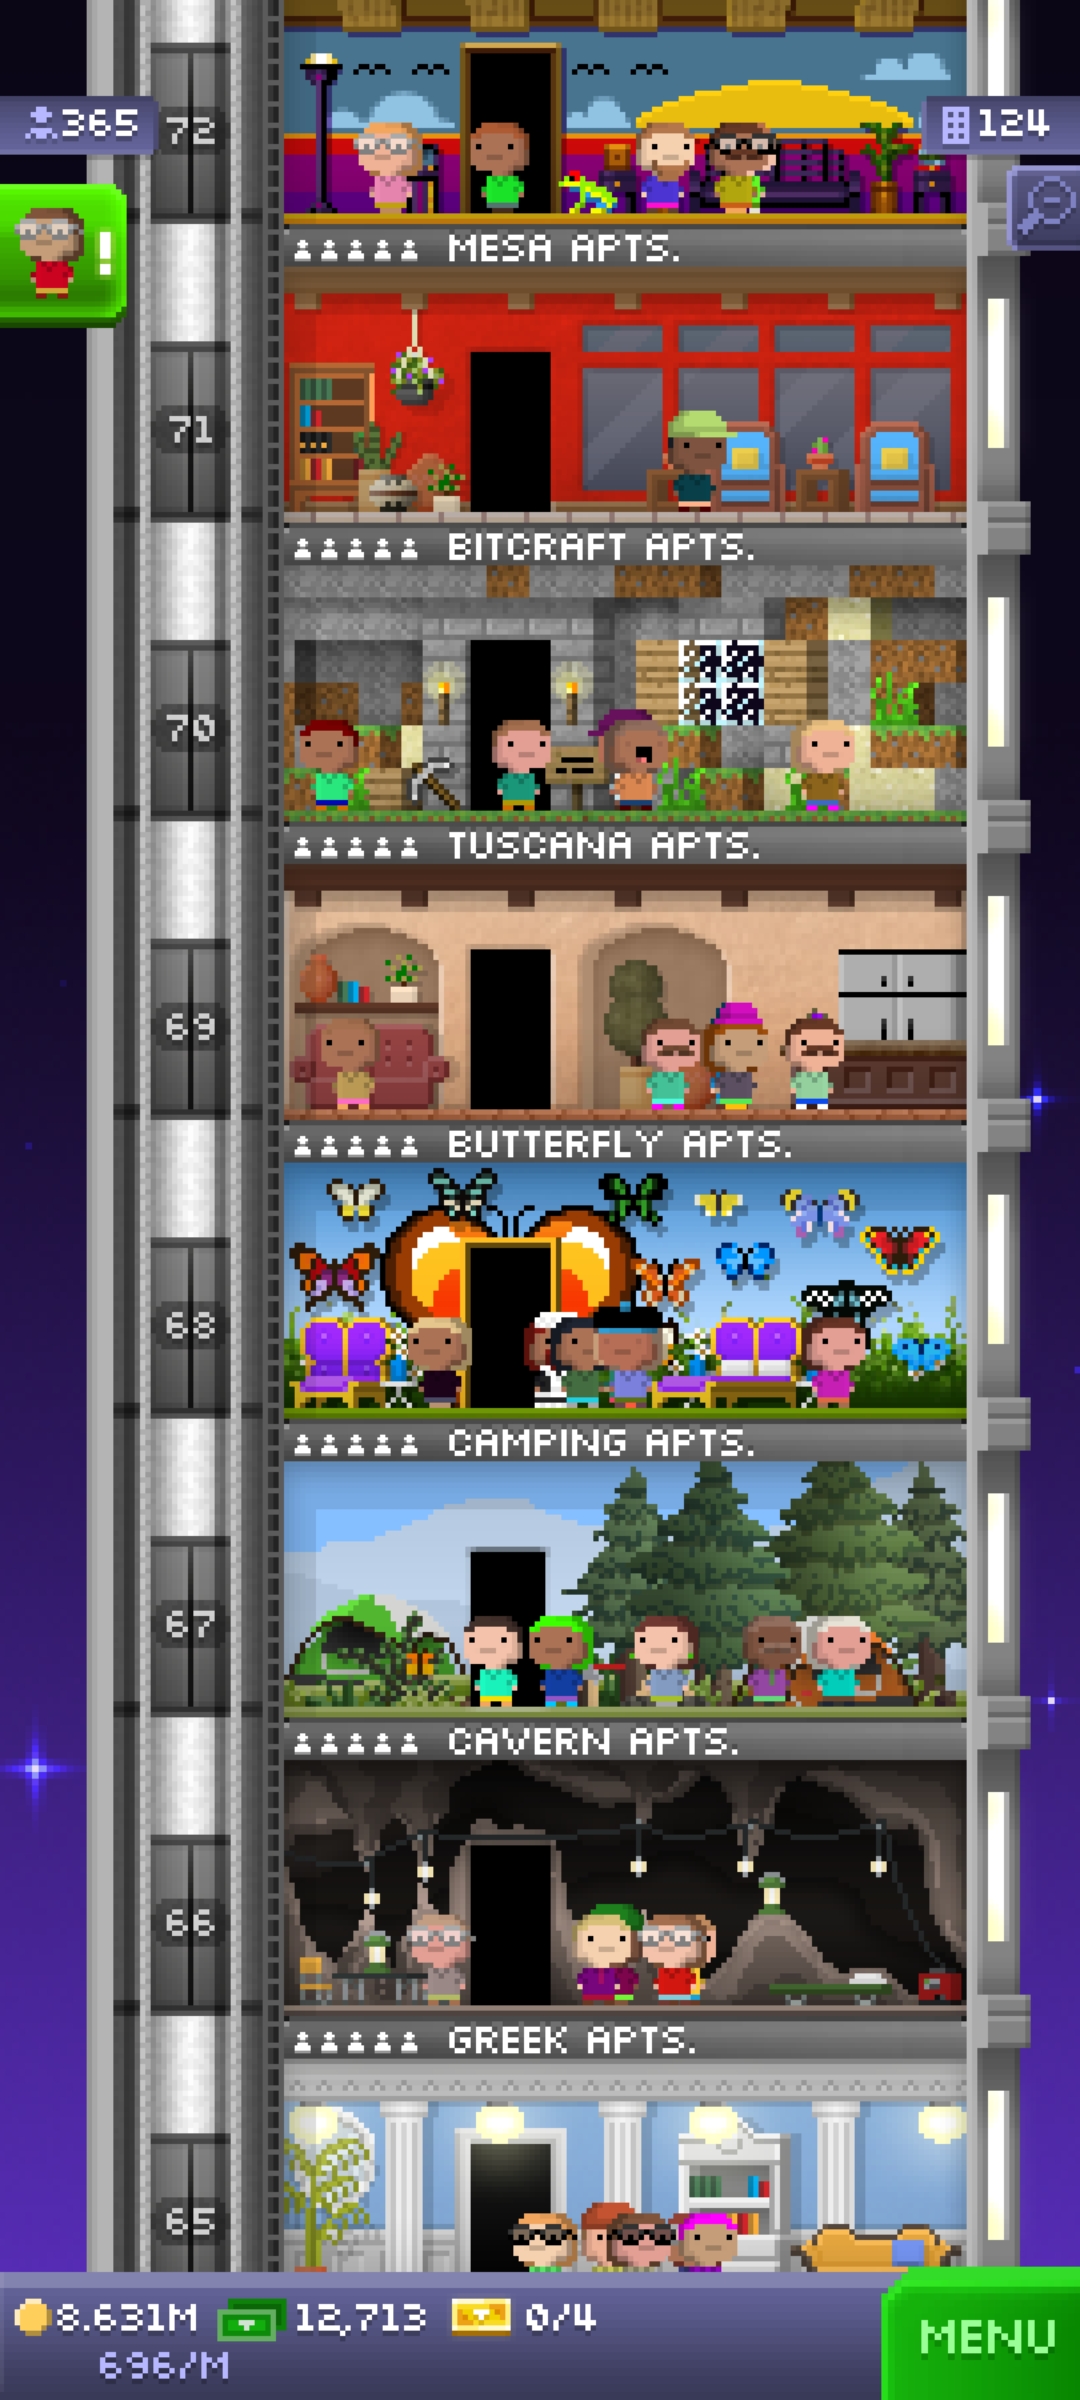 365
72
124
!
MESA APTS.
71
BITCRAFT APTS.
70
TUSCANA APTS.
69
BUTTERFLY APTS.
68
CAMPING APTS.
67
CAVERN APTS.
66
GREEK APTS.
65
8.631M 12,713 0/4
696/M
MENU